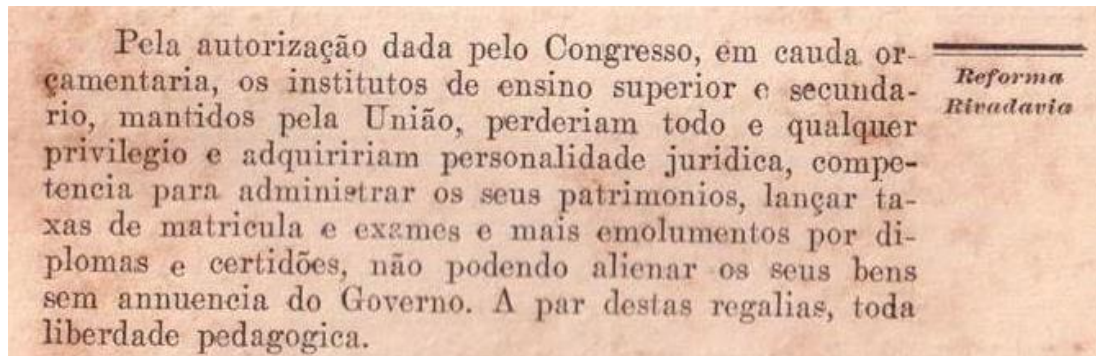 Pela autorização dada pelo Congresso, em cauda or-
çamentaria, os institutos de ensino superior e secunda-
rio, mantidos pela União, perderiam todo e qualquer
privilegio e adquiririam personalidade juridica, compe-
tencia para administrar os seus patrimonios, lançar ta-
xas de matricula e exames e mais emolumentos por di-
plomas e certidões, não podendo alienar os seus bens
sem annuencia do Governo. A par destas regalias, toda
liberdade pedagogica.
Reforma
Rivadavia